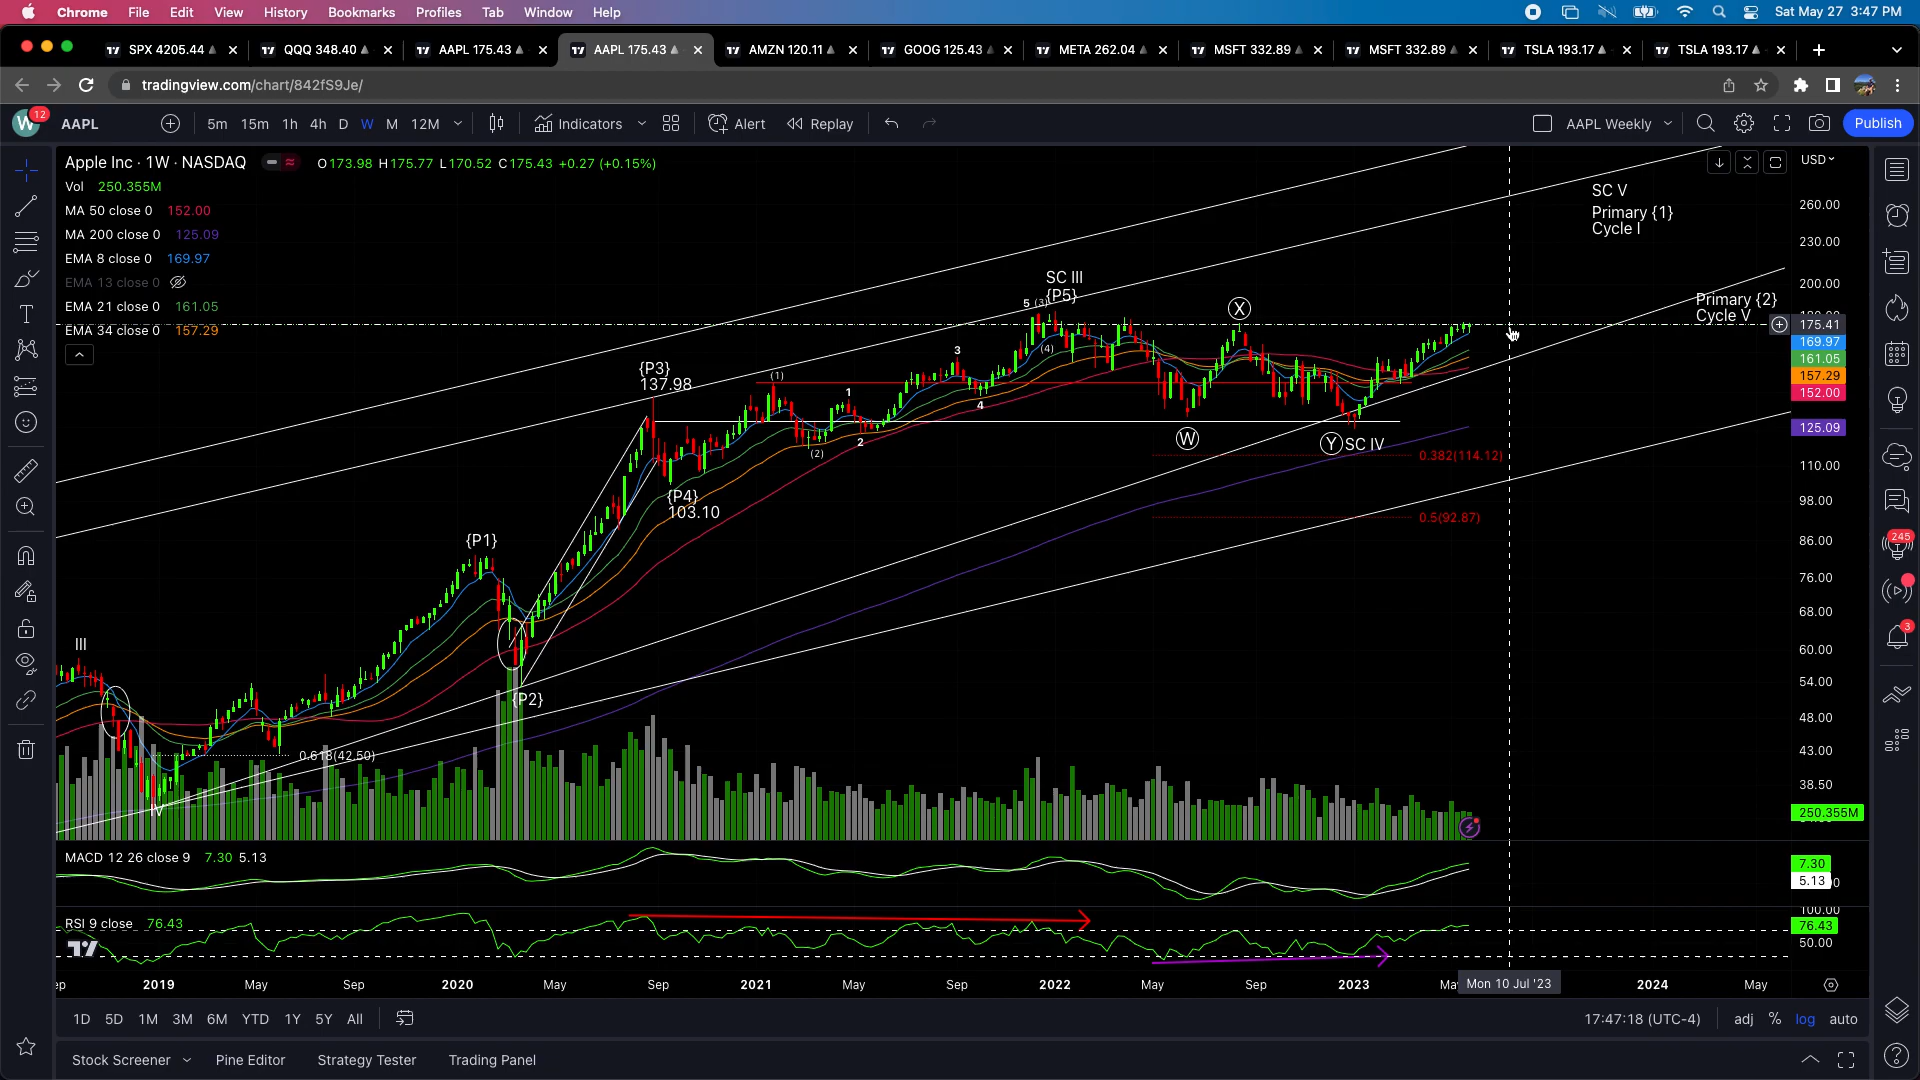 Chrome File Edit View History Bookmarks Profiles Tab Window Help Sat May 27 3:47 PM
SPX 4205.44 QQQ 348.40 AAPL 175.43 AAPL 175.43 AMZN 120.11 GOOG 125.43 META 262.04 MSFT 332.89 MSFT 332.89 TSLA 193.17 TSLA 193.17
tradingview.com/chart/842fS9Je/
W 12 AAPL 5m 15m 1h 4h D W M 12M Indicators Alert Replay AAPL Weekly Publish
Apple Inc · 1W · NASDAQ O173.98 H175.77 L170.52 C175.43 +0.27 (+0.15%) USD
Vol 250.355M
MA 50 close 0 152.00
MA 200 close 0 125.09
EMA 8 close 0 169.97
EMA 13 close 0
EMA 21 close 0 161.05
EMA 34 close 0 157.29
SC V
Primary {1}
Cycle I
260.00
230.00
200.00
Primary {2}
Cycle V
175.41
169.97
161.05
157.29
152.00
125.09
110.00
98.00
86.00
76.00
68.00
60.00
54.00
48.00
43.00
38.50
250.355M
SC III
5 (3) {P5}
X
(4)
3
{P3}
137.98
(1)
1
4
2
(2)
W
Y SC IV
0.382(114.12)
0.5(92.87)
{P4}
103.10
{P1}
{P2}
III
IV
0.618(42.50)
245
3
MACD 12 26 close 9 7.30 5.13
7.30
5.13
RSI 9 close 76.43
100.00
76.43
50.00
2019 May Sep 2020 May Sep 2021 May Sep 2022 May Sep 2023 Mon 10 Jul '23 2024 May
1D 5D 1M 3M 6M YTD 1Y 5Y All 17:47:18 (UTC-4) adj % log auto
Stock Screener Pine Editor Strategy Tester Trading Panel